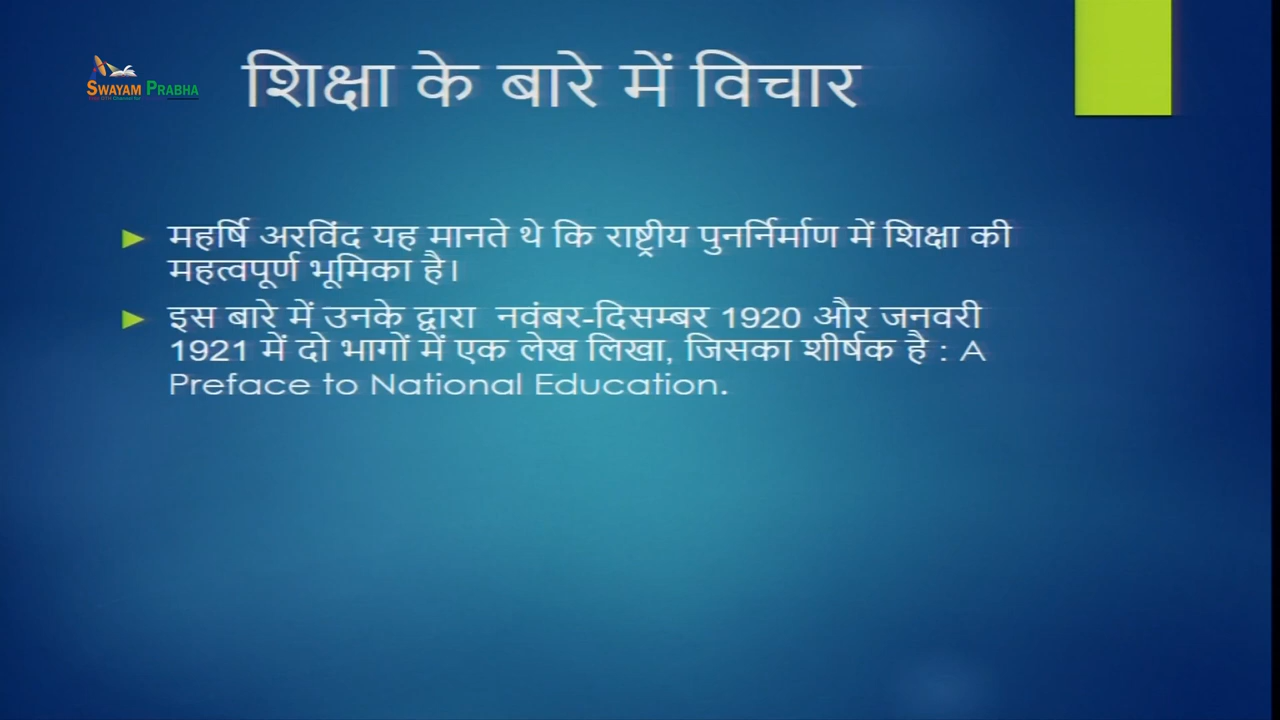 SWAYAM PRABHA
शिक्षा के बारे में विचार
महर्षि अरविंद यह मानते थे कि राष्ट्रीय पुनर्निर्माण में शिक्षा की
महत्वपूर्ण भूमिका है।
इस बारे में उनके द्वारा नवंबर-दिसम्बर 1920 और जनवरी
1921 में दो भागों में एक लेख लिखा, जिसका शीर्षक है : A
Preface to National Education.